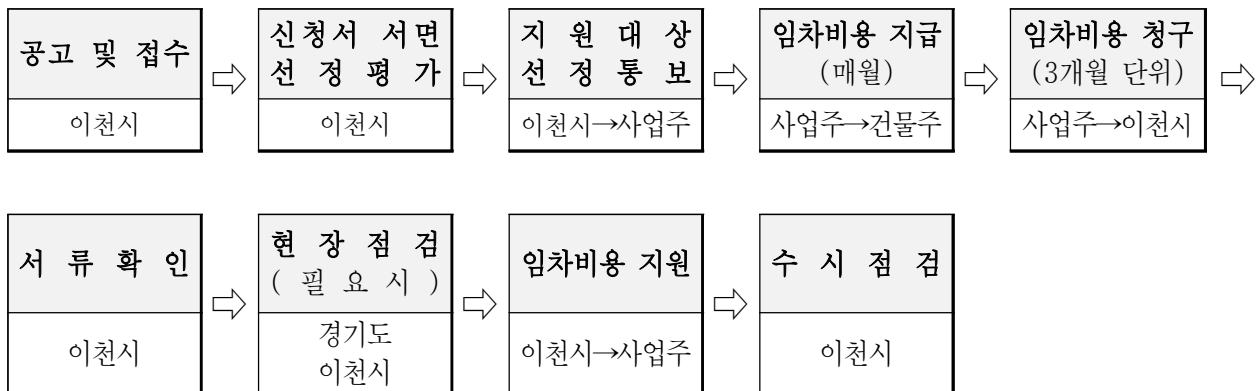 공고 및 접수
이천시
신청서 서면
선정평가
이천시
지원대상
선정통보
이천시→사업주
임차비용 지급
(매월)
사업주→건물주
임차비용 청구
(3개월 단위)
사업주→이천시
서류확인
이천시
현장점검
(필요시)
경기도
이천시
임차비용 지원
이천시→사업주
수시점검
이천시